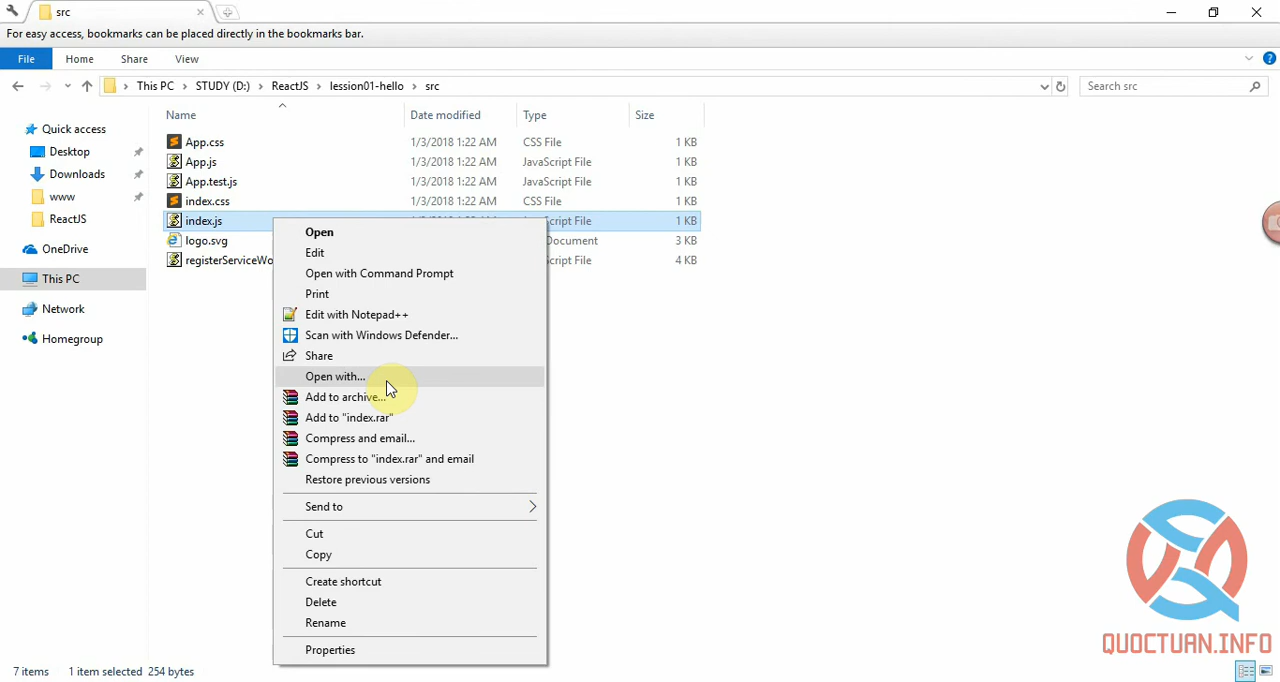 src
For easy access, bookmarks can be placed directly in the bookmarks bar.
File Home Share View
This PC STUDY (D:) ReactJS lession01-hello src
Search src
Name Date modified Type Size
Quick access
Desktop
Downloads
www
ReactJS
OneDrive
This PC
Network
Homegroup
App.css 1/3/2018 1:22 AM CSS File 1 KB
App.js 1/3/2018 1:22 AM JavaScript File 1 KB
App.test.js 1/3/2018 1:22 AM JavaScript File 1 KB
index.css 1/3/2018 1:22 AM CSS File 1 KB
index.js cript File 1 KB
logo.svg Document 3 KB
registerServiceWo cript File 4 KB
Open
Edit
Open with Command Prompt
Print
Edit with Notepad++
Scan with Windows Defender...
Share
Open with...
Add to archive...
Add to "index.rar"
Compress and email...
Compress to "index.rar" and email
Restore previous versions
Send to
Cut
Copy
Create shortcut
Delete
Rename
Properties
7 items 1 item selected 254 bytes
QUOCTUAN.INFO